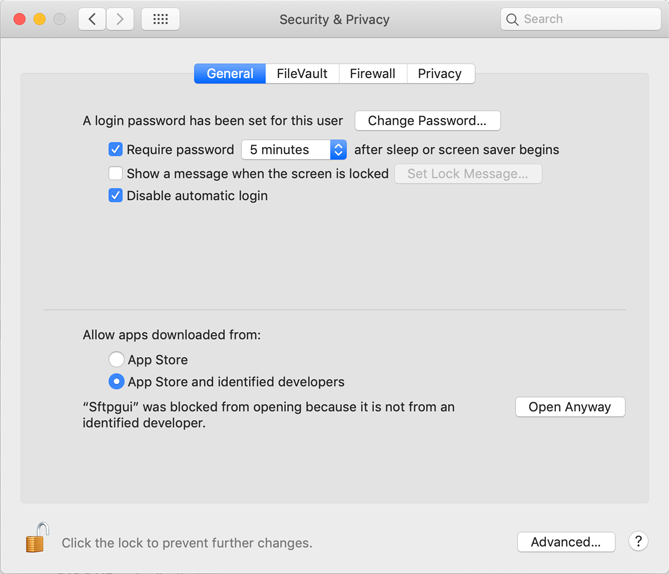 Security & Privacy
Search
General
FileVault
Firewall
Privacy
A login password has been set for this user
Change Password...
Require password
5 minutes
after sleep or screen saver begins
Show a message when the screen is locked
Set Lock Message...
Disable automatic login
Allow apps downloaded from:
App Store
App Store and identified developers
“Sftpgui” was blocked from opening because it is not from an
identified developer.
Open Anyway
Click the lock to prevent further changes.
Advanced...
?